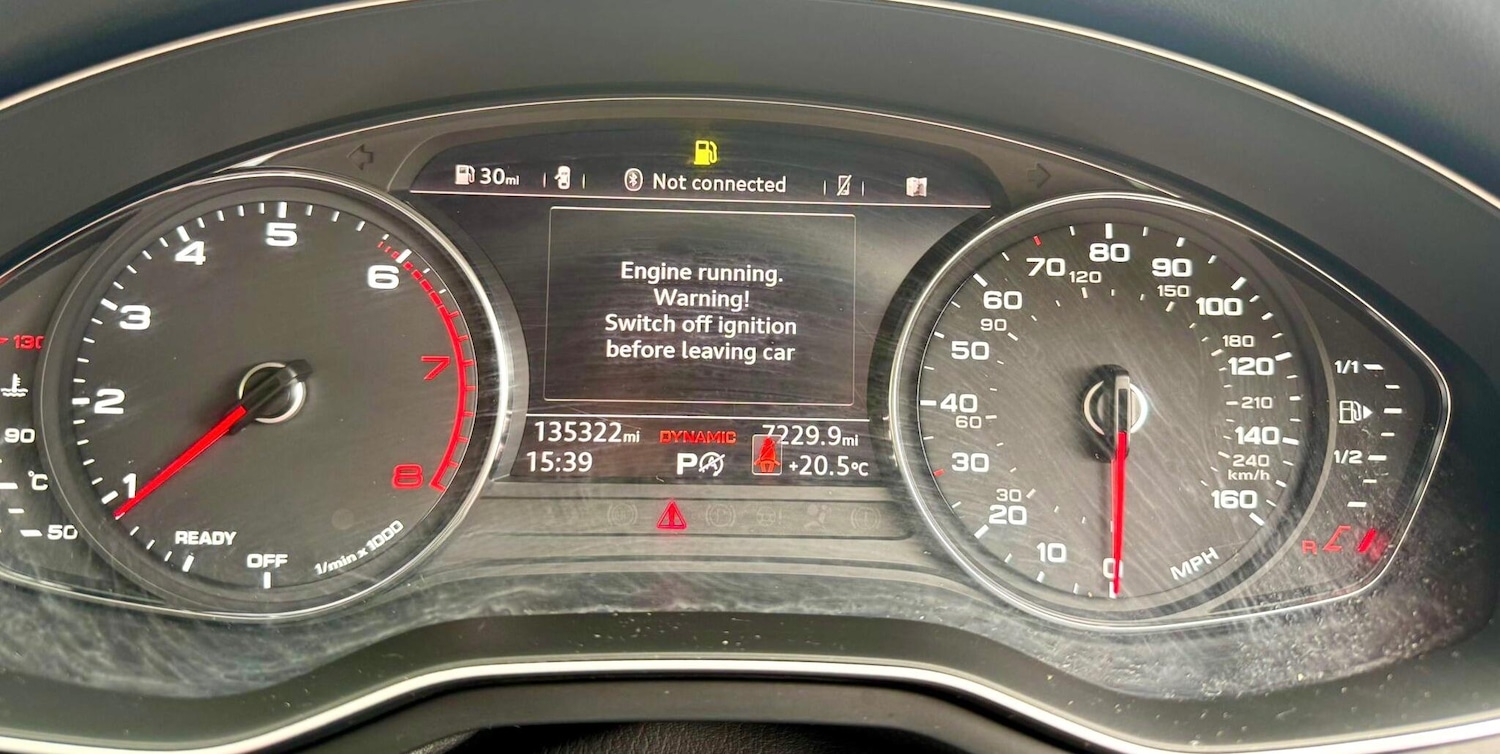 30mi
Not connected
Engine running.
Warning!
Switch off ignition
before leaving car
135322mi
DYNAMIC
7229.9mi
15:39
P
+20.5°C
130
90
°C
50
OFF
READY
1
2
3
4
5
6
7
8
1/min x 1000
0
10
20
30
40
50
60
70
80
90
100
120
140
160
MPH
30
60
90
120
150
180
210
240
km/h
1/1
1/2
R